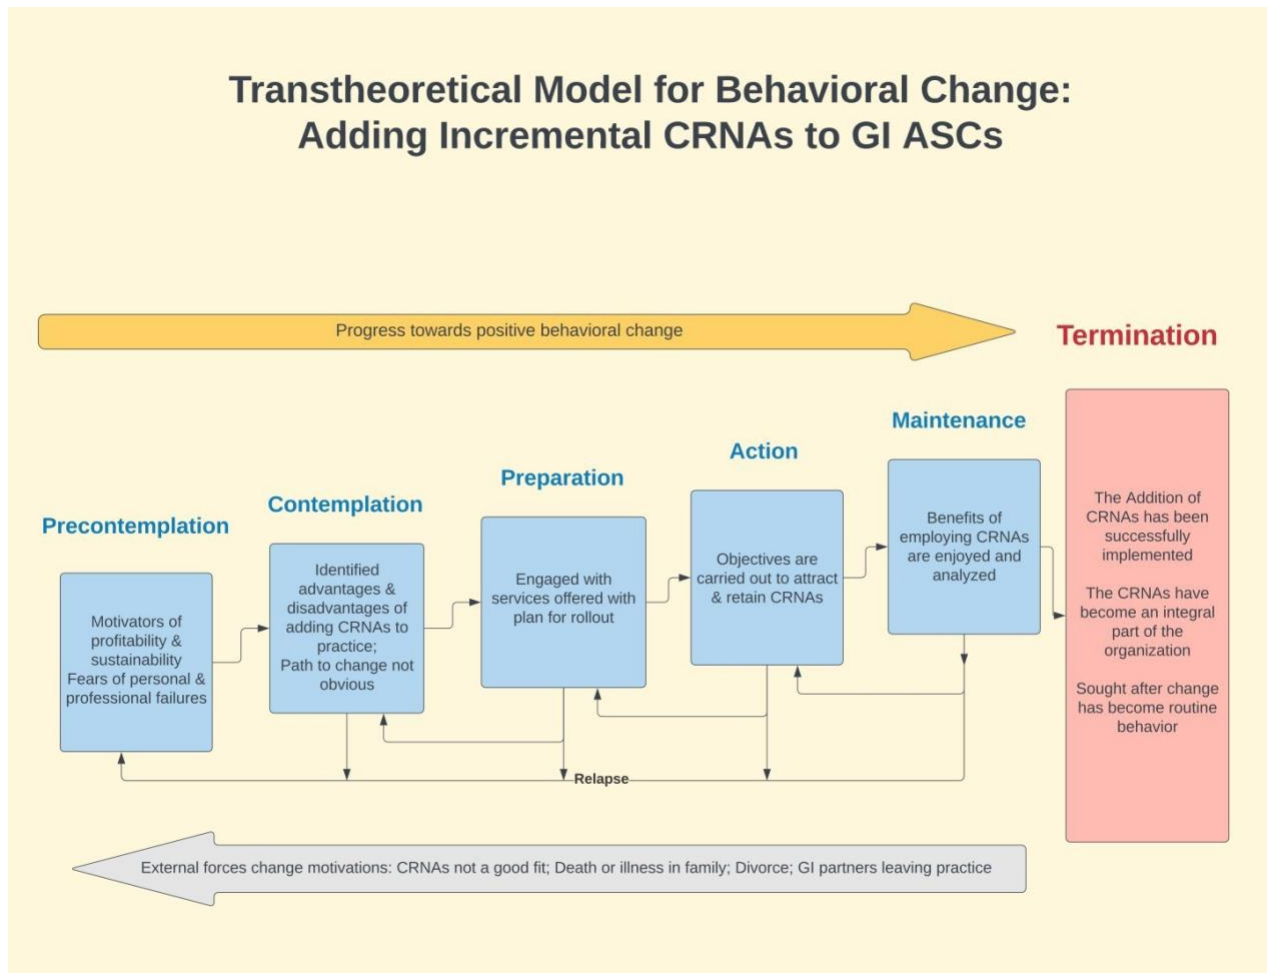 Transtheoretical Model for Behavioral Change:
Adding Incremental CRNAs to GI ASCs
Progress towards positive behavioral change
Termination
Maintenance
Action
Preparation
Contemplation
Precontemplation
Motivators of
profitability &
sustainability
Fears of personal &
professional failures
Identified
advantages &
disadvantages of
adding CRNAs to
practice;
Path to change not
obvious
Engaged with
services offered with
plan for rollout
Objectives are
carried out to attract
& retain CRNAs
Benefits of
employing CRNAs
are enjoyed and
analyzed
The Addition of
CRNAs has been
successfully
implemented
The CRNAs have
become an integral
part of the
organization
Sought after change
has become routine
behavior
Relapse
External forces change motivations: CRNAs not a good fit; Death or illness in family; Divorce; GI partners leaving practice